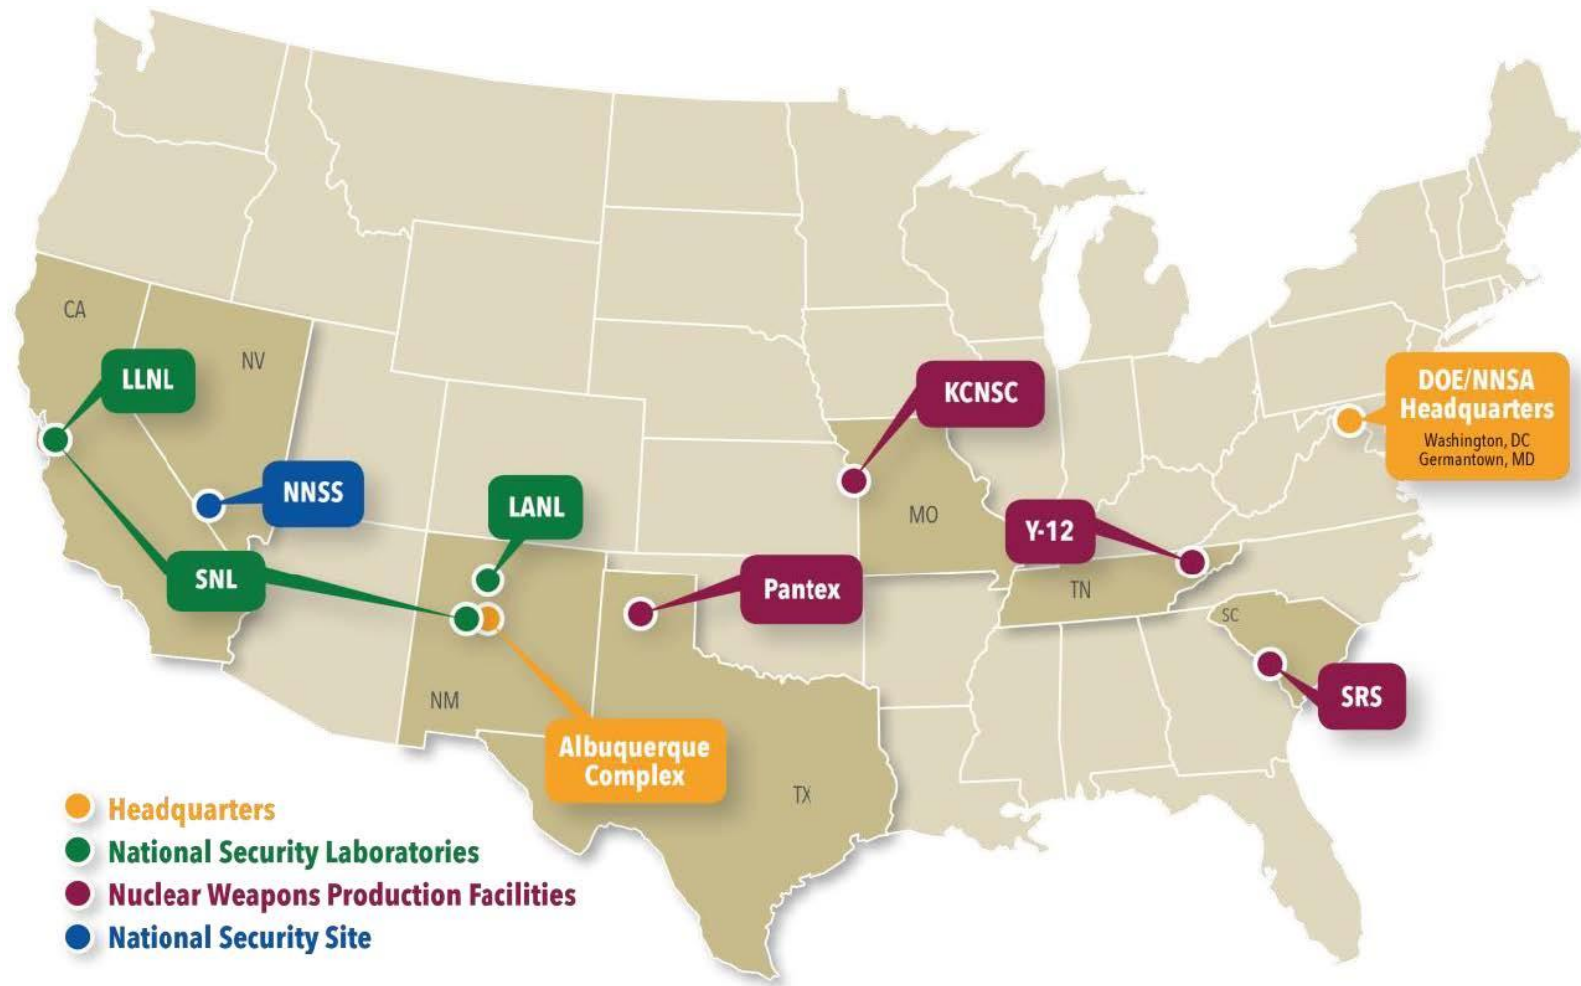 CA
NV
LLNL
NNSS
SNL
LANL
NM
Albuquerque
Complex
Pantex
TX
KCNSC
MO
Y-12
TN
SC
SRS
DOE/NNSA
Headquarters
Washington, DC
Germantown, MD
Headquarters
National Security Laboratories
Nuclear Weapons Production Facilities
National Security Site